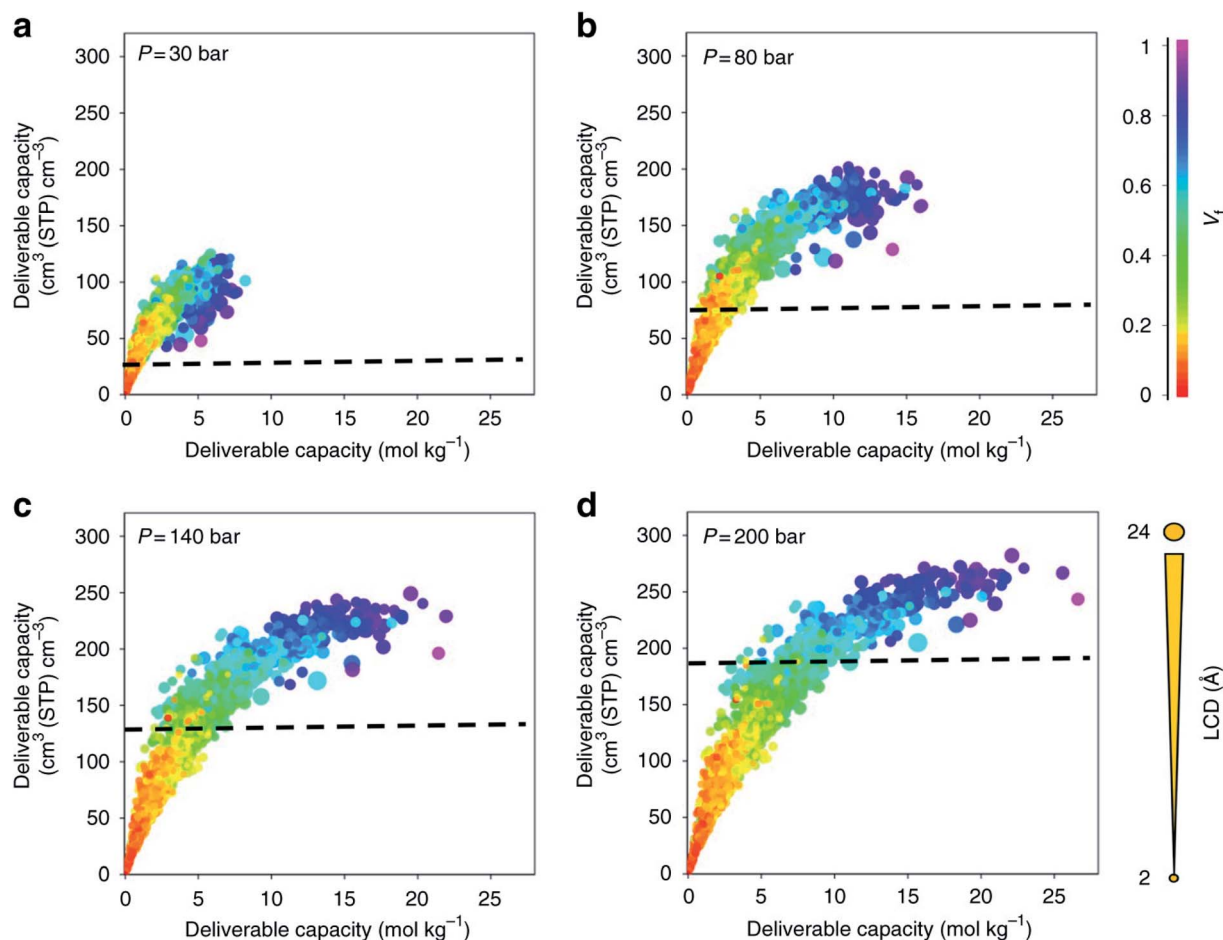 a
P = 30 bar
300
250
200
150
100
50
0
0 5 10 15 20 25
Deliverable capacity
(cm³ (STP) cm⁻³)
Deliverable capacity (mol kg⁻¹)
b
P = 80 bar
300
250
200
150
100
50
0
0 5 10 15 20 25
Deliverable capacity
(cm³ (STP) cm⁻³)
Deliverable capacity (mol kg⁻¹)
1
0.8
0.6
0.4
0.2
0
Vf
c
P = 140 bar
300
250
200
150
100
50
0
0 5 10 15 20 25
Deliverable capacity
(cm³ (STP) cm⁻³)
Deliverable capacity (mol kg⁻¹)
d
P = 200 bar
300
250
200
150
100
50
0
0 5 10 15 20 25
Deliverable capacity
(cm³ (STP) cm⁻³)
Deliverable capacity (mol kg⁻¹)
24
LCD (Å)
2